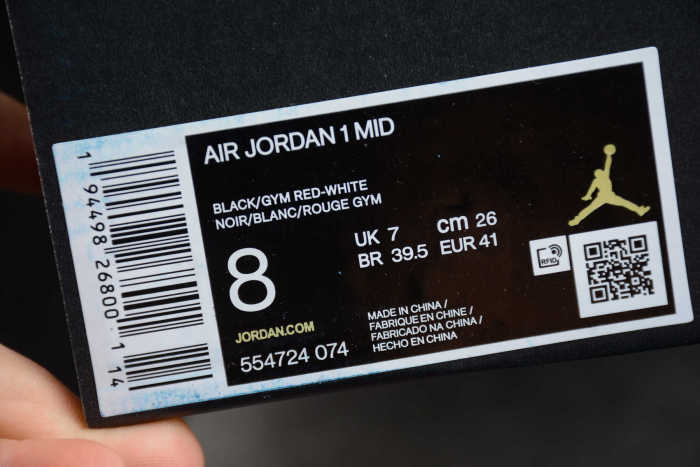 AIR JORDAN 1 MID
BLACK/GYM RED-WHITE
NOIR/BLANC/ROUGE GYM
8
UK 7 cm 26
BR 39.5 EUR 41
RFID
JORDAN.COM
554724 074
MADE IN CHINA /
FABRIQUE EN CHINE /
FABRICADO NA CHINA /
HECHO EN CHINA
1 94498 26800 1 14